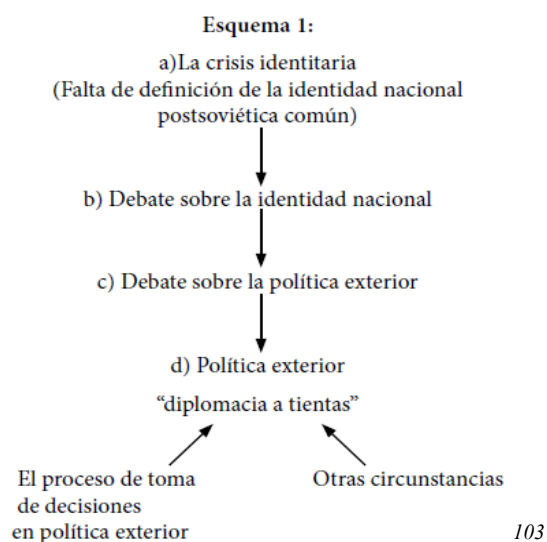 Esquema 1:
a)La crisis identitaria
(Falta de definición de la identidad nacional
postsoviética común)
b) Debate sobre la identidad nacional
c) Debate sobre la política exterior
d) Política exterior
“diplomacia a tientas”
El proceso de toma
de decisiones
en política exterior
Otras circunstancias
103